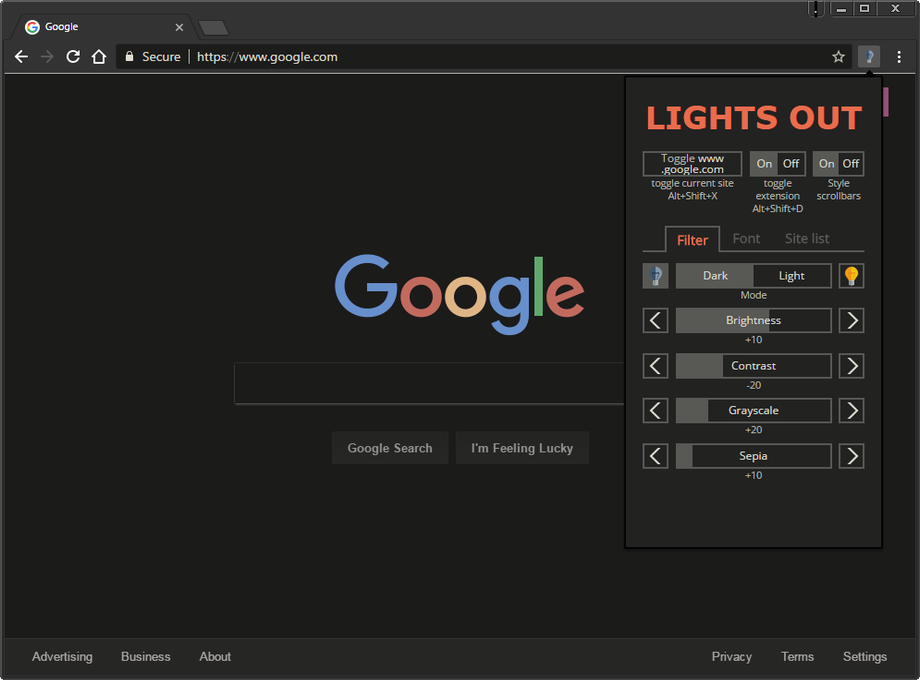 Google
Secure
https://www.google.com
LIGHTS OUT
Toggle www
.google.com
On Off
On Off
toggle current site
Alt+Shift+X
toggle
extension
Alt+Shift+D
Style
scrollbars
Filter
Font
Site list
Dark
Light
Mode
Brightness
+10
Contrast
-20
Grayscale
+20
Sepia
+10
Google
Google Search
I'm Feeling Lucky
Advertising
Business
About
Privacy
Terms
Settings